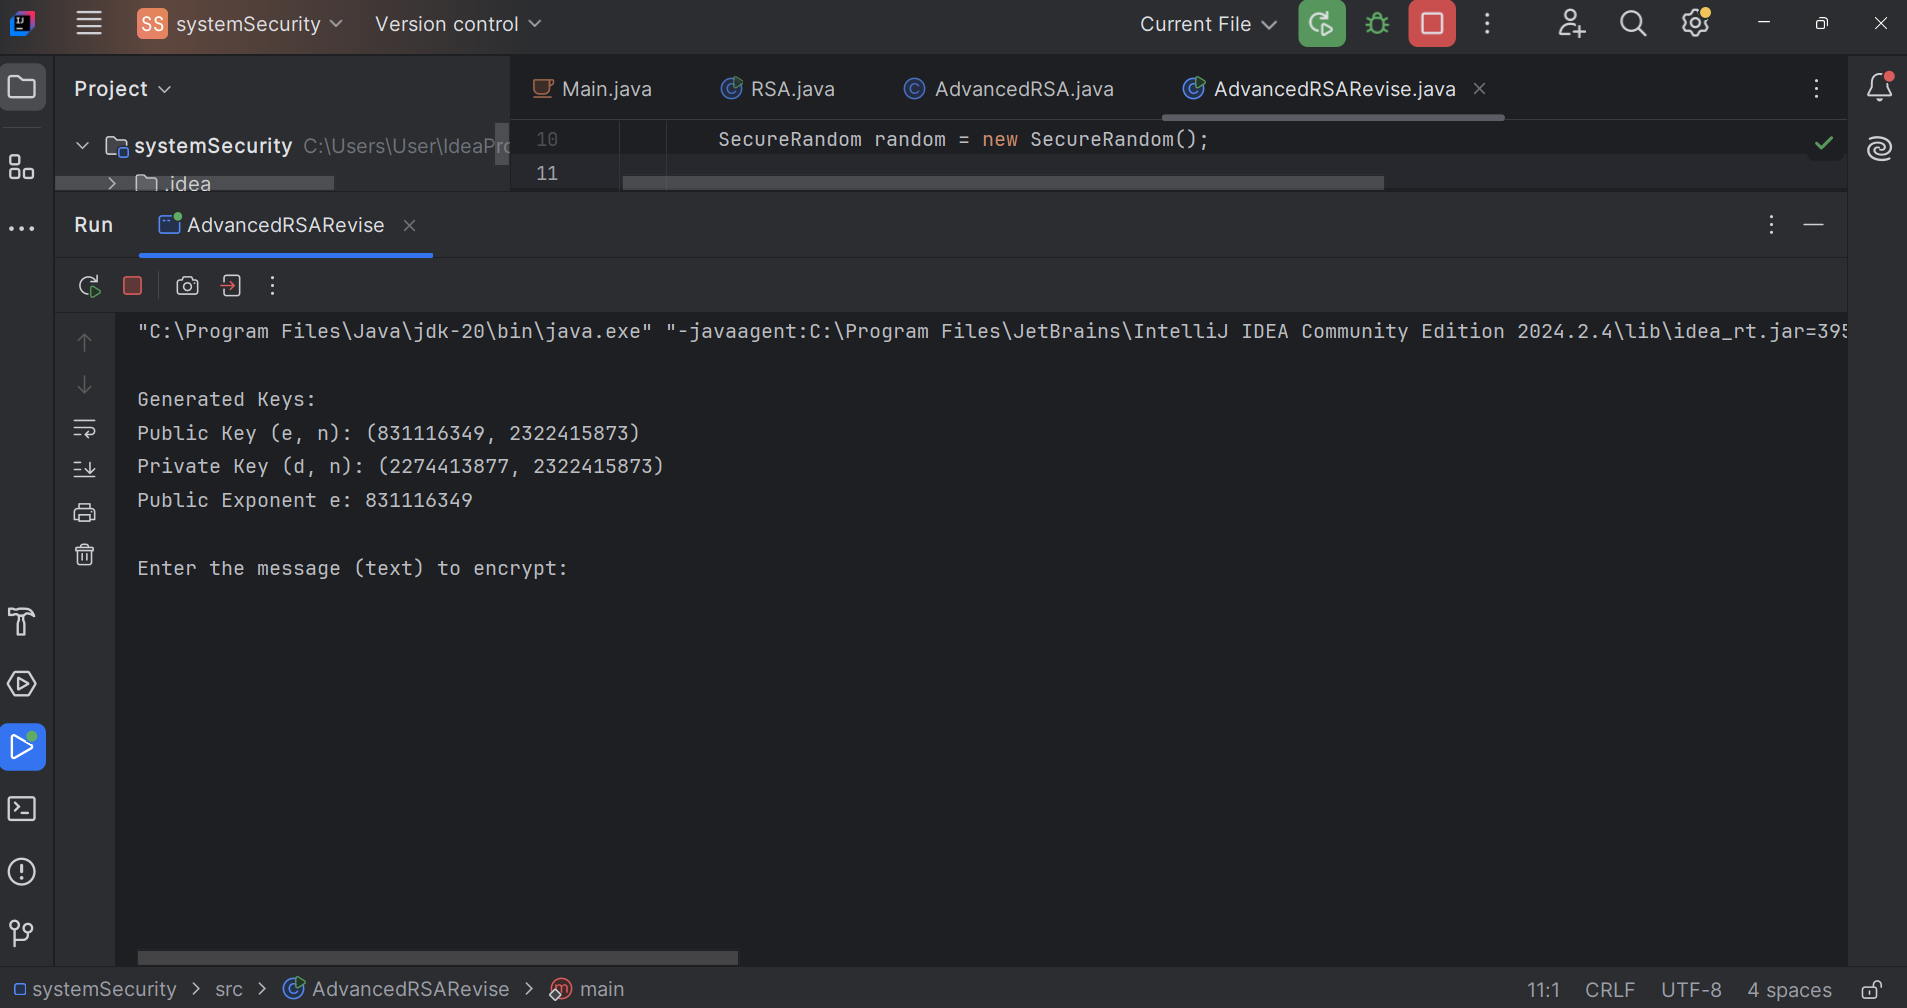 SS systemSecurity Version control Current File
Project Main.java RSA.java AdvancedRSA.java AdvancedRSARevise.java
systemSecurity C:\Users\User\IdeaPro
10 SecureRandom random = new SecureRandom();
11
.idea
Run AdvancedRSARevise
"C:\Program Files\Java\jdk-20\bin\java.exe" "-javaagent:C:\Program Files\JetBrains\IntelliJ IDEA Community Edition 2024.2.4\lib\idea_rt.jar=395
Generated Keys:
Public Key (e, n): (831116349, 2322415873)
Private Key (d, n): (2274413877, 2322415873)
Public Exponent e: 831116349
Enter the message (text) to encrypt:
systemSecurity > src > AdvancedRSARevise > main 11:1 CRLF UTF-8 4 spaces